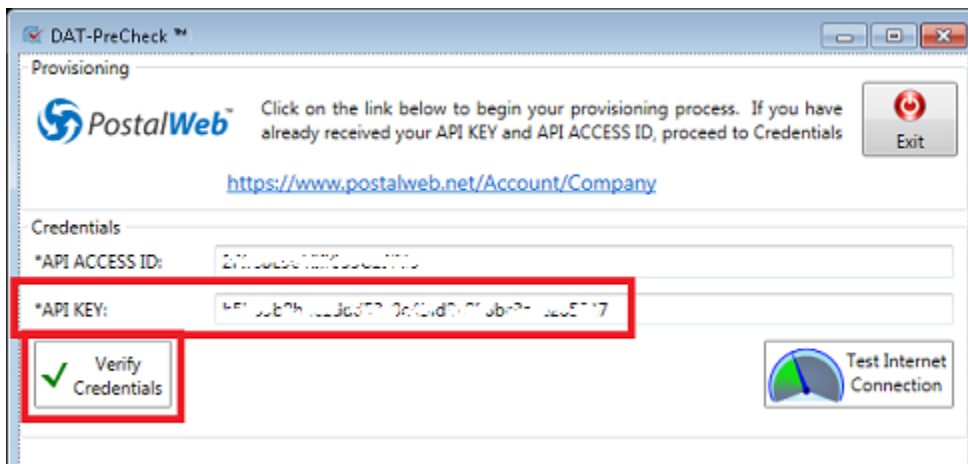 DAT-PreCheck ™
Provisioning
PostalWeb™
Click on the link below to begin your provisioning process. If you have
already received your API KEY and API ACCESS ID, proceed to Credentials
Exit
https://www.postalweb.net/Account/Company
Credentials
*API ACCESS ID:
*API KEY:
Verify
Credentials
Test Internet
Connection